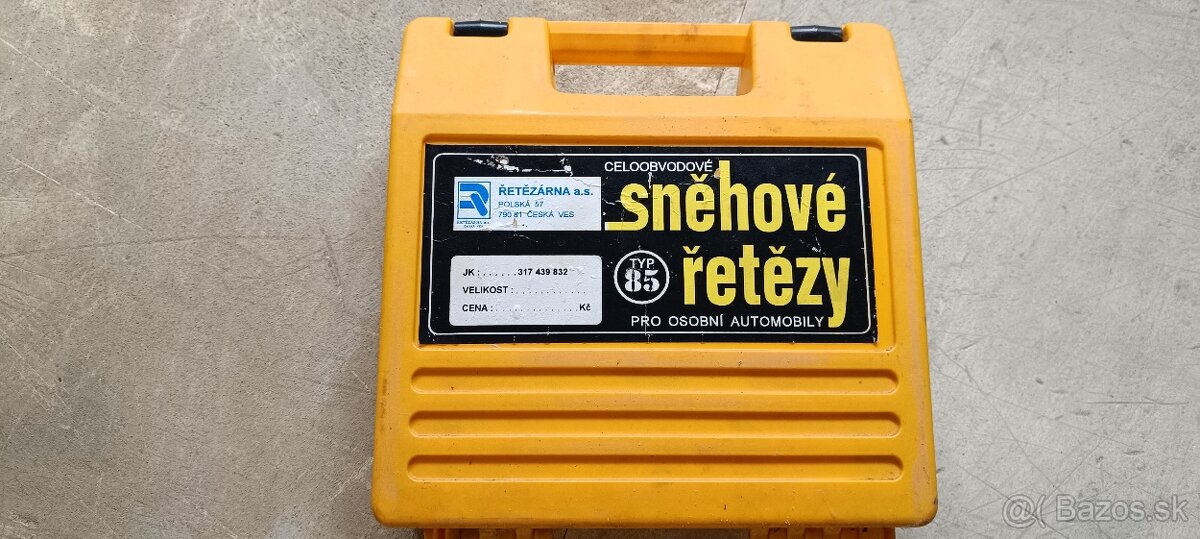 CELOOBVODOVÉ
sněhové
řetězy
TYP
85
PRO OSOBNÍ AUTOMOBILY
ŘETĚZÁRNA a.s.
POLSKÁ 57
790 81 ČESKÁ VES
JK :......317 439 832
VELIKOST :............
CENA :...............Kč
@( Bazos.sk